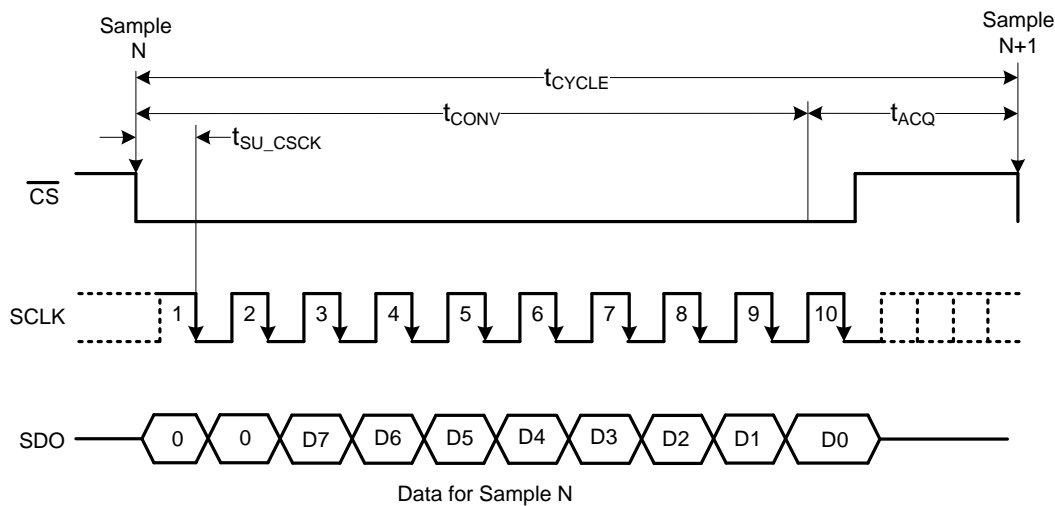 Sample
N
Sample
N+1
tCYCLE
tCONV
tACQ
tSU_CSCK
CS
SCLK
1 2 3 4 5 6 7 8 9 10
SDO
0 0 D7 D6 D5 D4 D3 D2 D1 D0
Data for Sample N